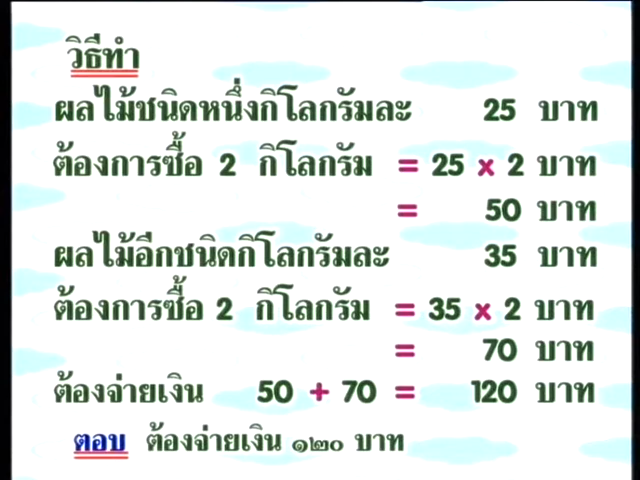 วิธีทำ
ผลไม้ชนิดหนึ่งกิโลกรัมละ 25 บาท
ต้องการซื้อ 2 กิโลกรัม = 25 x 2 บาท
= 50 บาท
ผลไม้อีกชนิดกิโลกรัมละ 35 บาท
ต้องการซื้อ 2 กิโลกรัม = 35 x 2 บาท
= 70 บาท
ต้องจ่ายเงิน 50 + 70 = 120 บาท
ตอบ ต้องจ่ายเงิน ๑๒๐ บาท